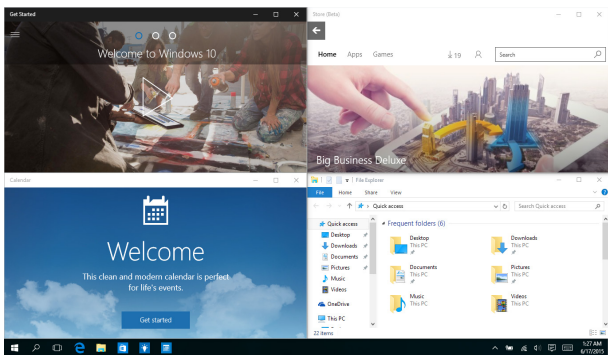 Get Started
Welcome to Windows 10
Store (Beta)
Home Apps Games
19
Search
Big Business Deluxe
Calendar
Welcome
This clean and modern calendar is perfect
for life's events.
Get started
File Explorer
File Home Share View
Quick access
Search Quick access
Quick access
Desktop
Downloads
Documents
Pictures
Music
Videos
OneDrive
This PC
Frequent folders (6)
Desktop
This PC
Downloads
This PC
Documents
This PC
Pictures
This PC
Music
This PC
Videos
This PC
22 items
1:27 AM
6/17/2015